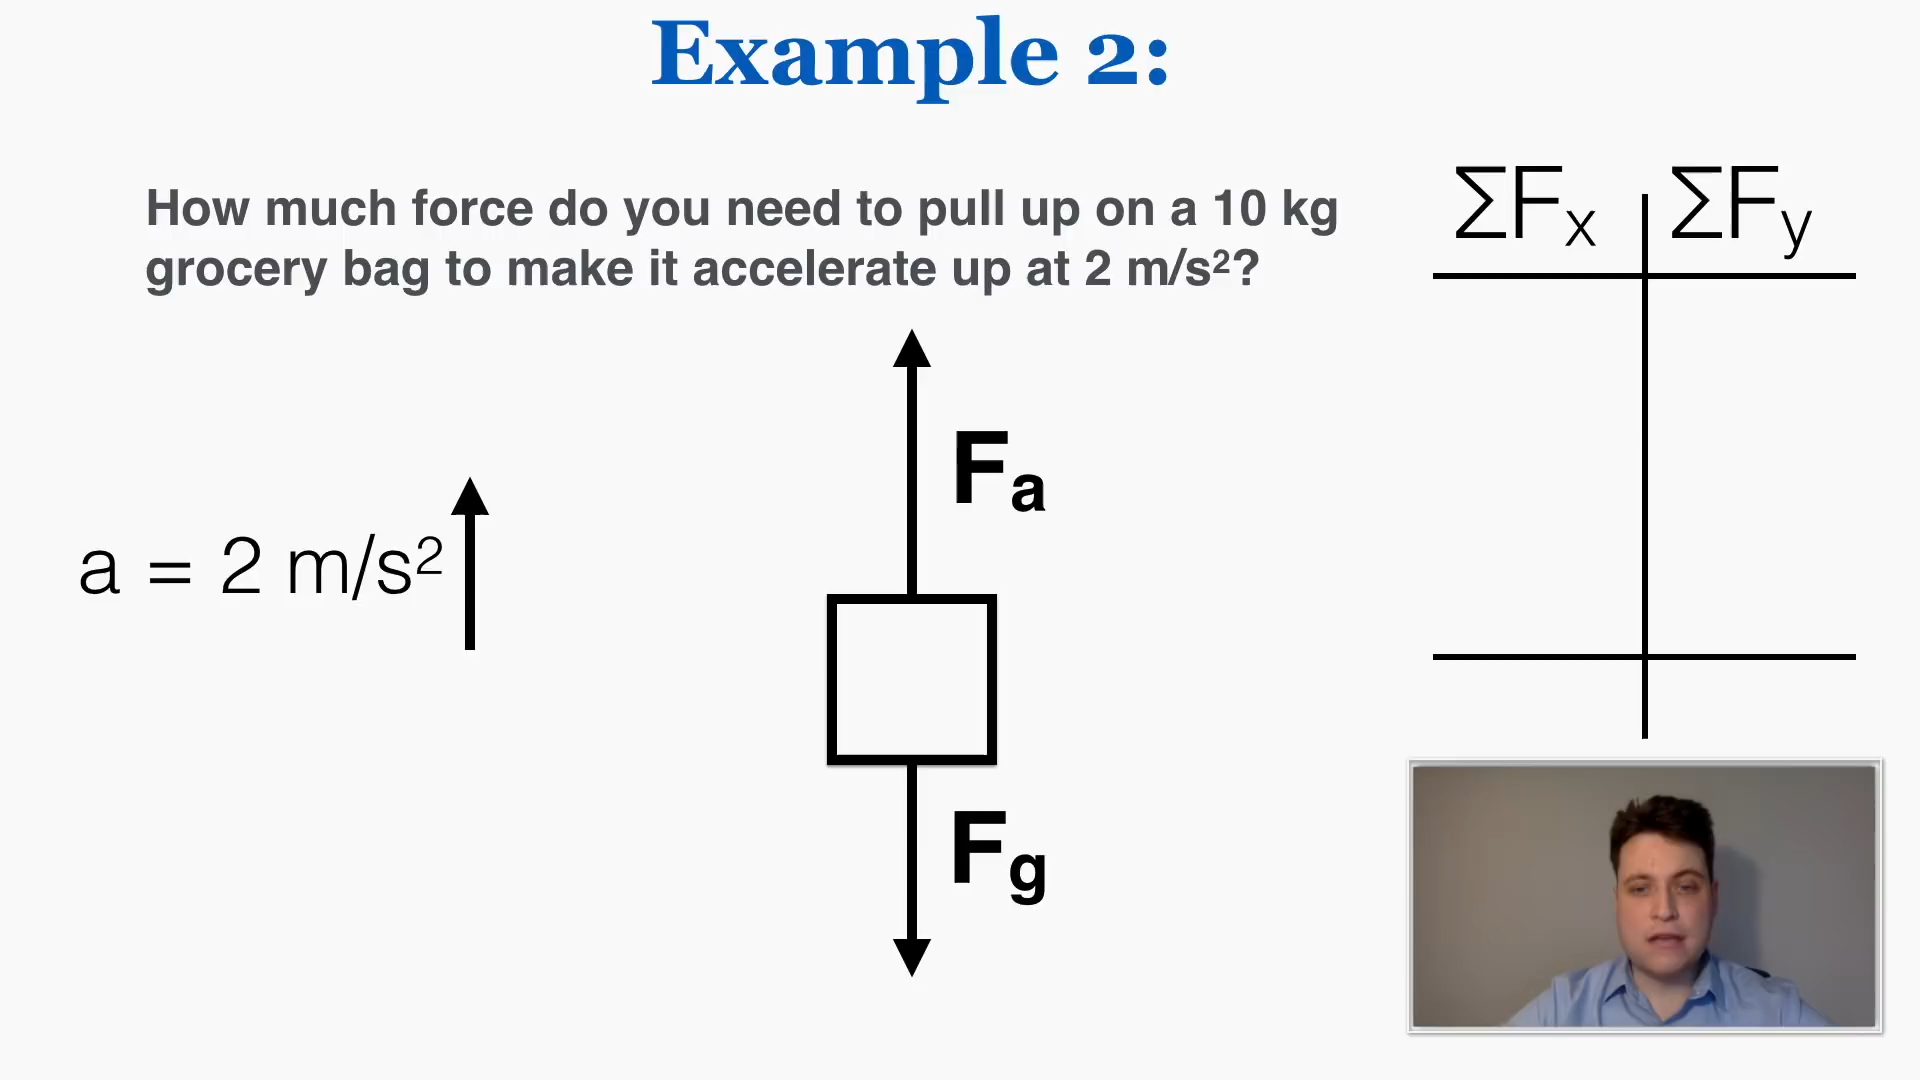 Example 2:
How much force do you need to pull up on a 10 kg
grocery bag to make it accelerate up at 2 m/s²?
ΣFx ΣFy
Fa
a = 2 m/s²
Fg